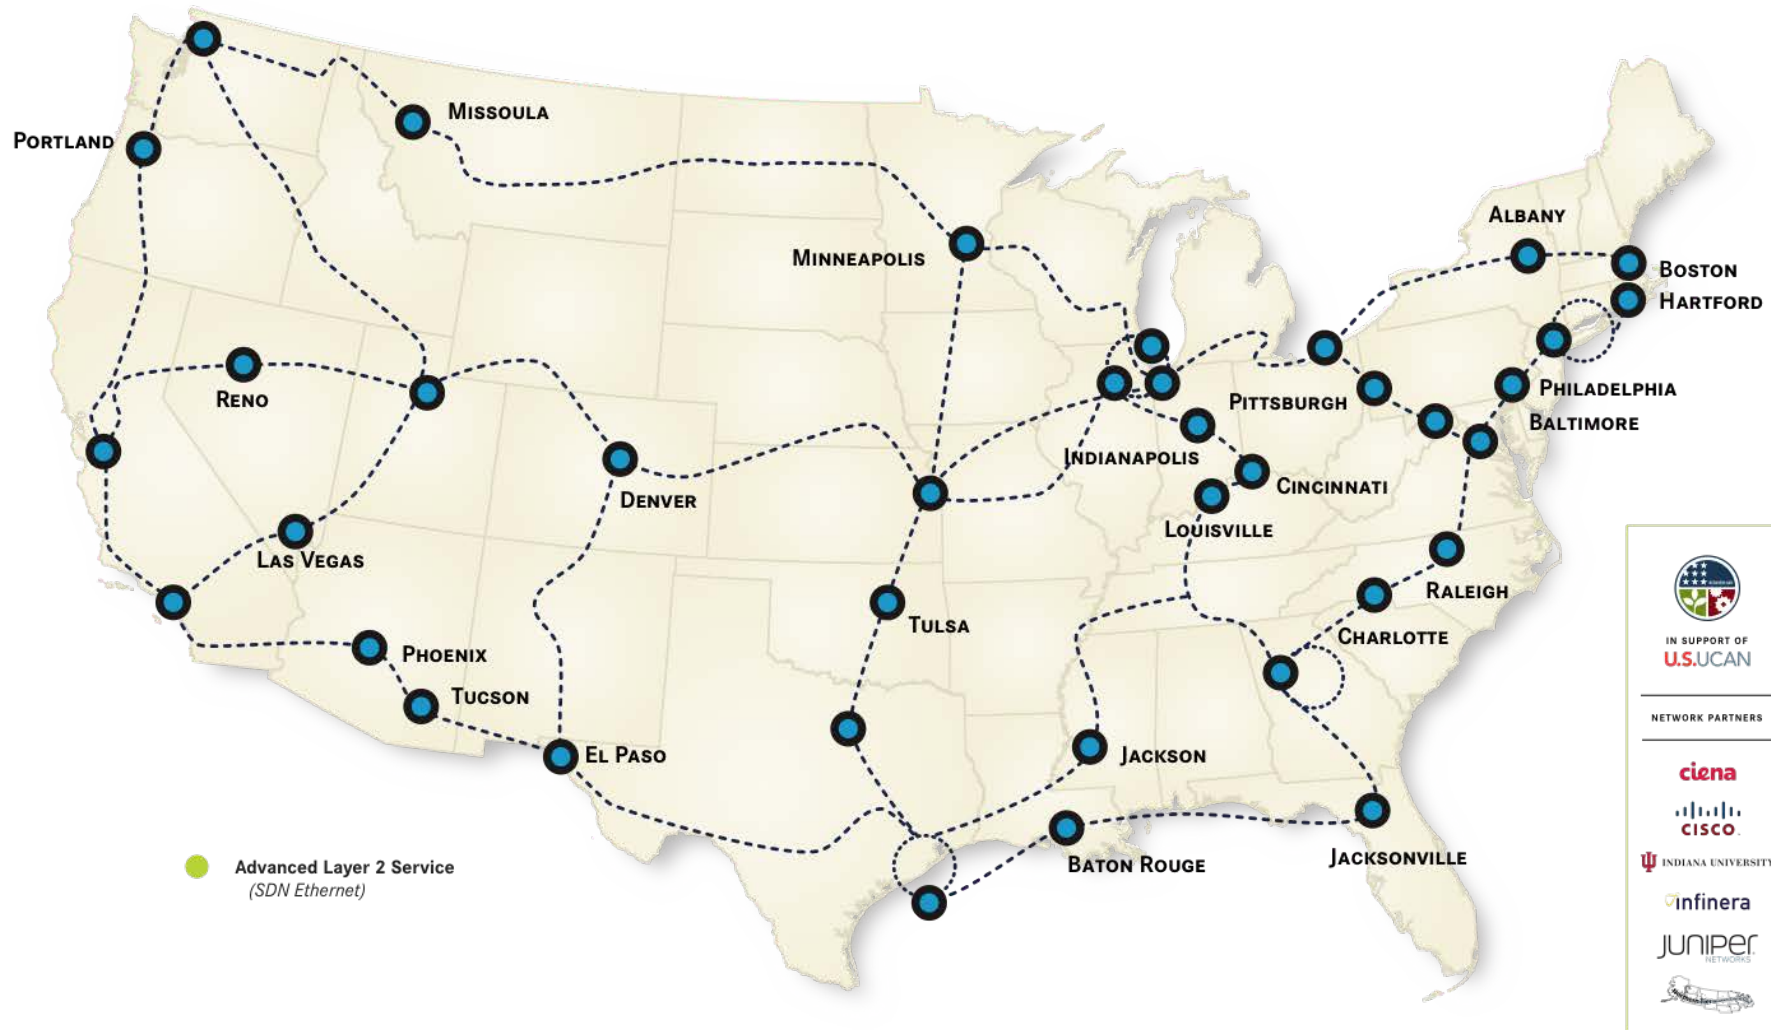 MISSOULA
PORTLAND
ALBANY
MINNEAPOLIS
BOSTON
HARTFORD
RENO
PITTSBURGH
PHILADELPHIA
BALTIMORE
INDIANAPOLIS
CINCINNATI
DENVER
LOUISVILLE
LAS VEGAS
RALEIGH
TULSA
CHARLOTTE
PHOENIX
TUCSON
EL PASO
JACKSON
BATON ROUGE
JACKSONVILLE
Advanced Layer 2 Service
(SDN Ethernet)
IN SUPPORT OF
U.S.UCAN
NETWORK PARTNERS
ciena
CISCO
INDIANA UNIVERSITY
infinera
JUNIPER
NETWORKS